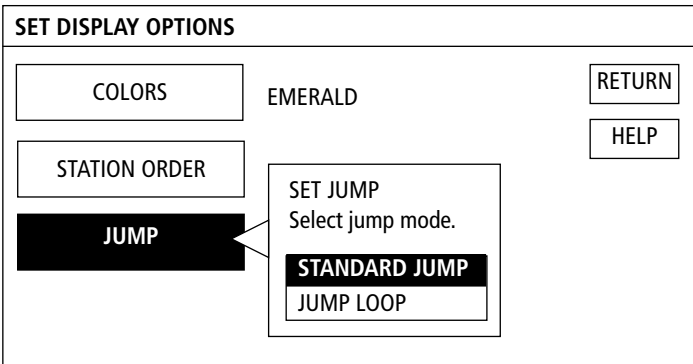 SET DISPLAY OPTIONS
COLORS
EMERALD
RETURN
HELP
STATION ORDER
JUMP
SET JUMP
Select jump mode.
STANDARD JUMP
JUMP LOOP